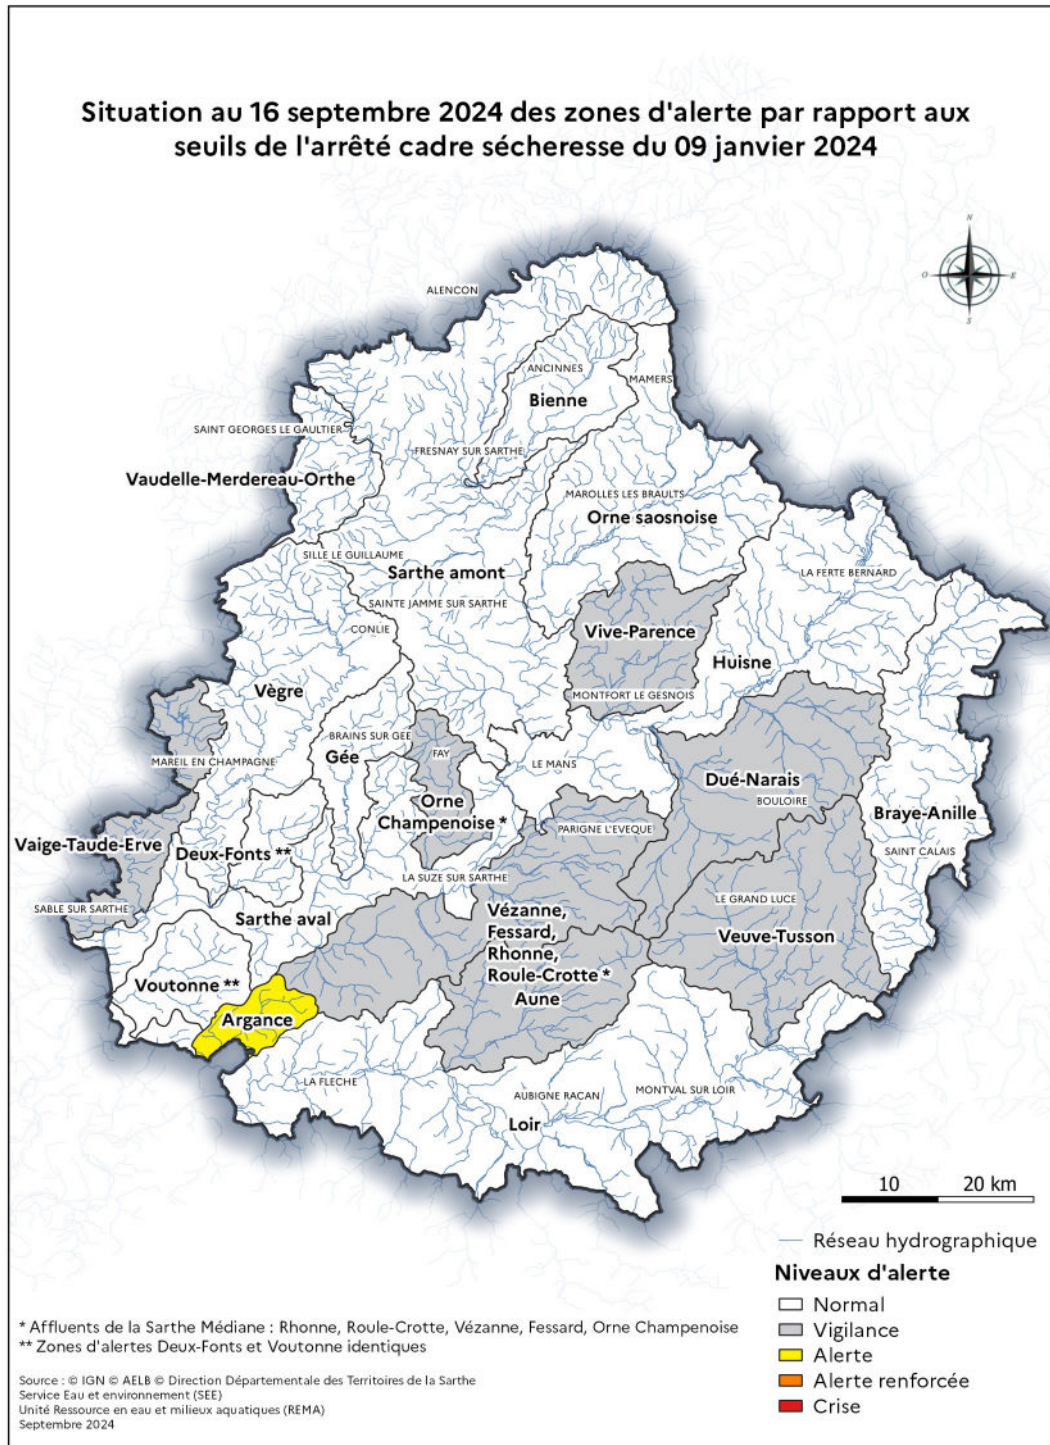 Situation au 16 septembre 2024 des zones d'alerte par rapport aux
seuils de l'arrêté cadre sécheresse du 09 janvier 2024
N
O
E
S
ALENCON
ANCINNES
MAMERS
Bienne
SAINT GEORGES LE GAULTIER
FRESNAY SUR SARTHE
Vaudelle-Merdereau-Orthe
MAROLLES LES BRAULTS
Orne saosnoise
SILLE LE GUILLAUME
Sarthe amont
LA FERTE BERNARD
SAINTE JAMME SUR SARTHE
CONLIE
Vive-Parence
Huisne
Vègre
MONTFORT LE GESNOIS
BRAINS SUR GEE
Gée
FAY
MAREIL EN CHAMPAGNE
LE MANS
Dué-Narais
BOULOIRE
Orne
Champenoise *
PARIGNE L'EVEQUE
Braye-Anille
Vaige-Taude-Erve
Deux-Fonts **
SAINT CALAIS
LA SUZE SUR SARTHE
SABLE SUR SARTHE
Sarthe aval
LE GRAND LUCE
Vézanne,
Fessard,
Rhonne,
Roule-Crotte *
Veuve-Tusson
Voutonne **
Aune
Argance
LA FLECHE
AUBIGNE RACAN
MONTVAL SUR LOIR
Loir
10 20 km
Réseau hydrographique
Niveaux d'alerte
Normal
Vigilance
Alerte
Alerte renforcée
Crise
* Affluents de la Sarthe Médiane : Rhonne, Roule-Crotte, Vézanne, Fessard, Orne Champenoise
** Zones d'alertes Deux-Fonts et Voutonne identiques
Source : © IGN © AELB © Direction Départementale des Territoires de la Sarthe
Service Eau et environnement (SEE)
Unité Ressource en eau et milieux aquatiques (REMA)
Septembre 2024